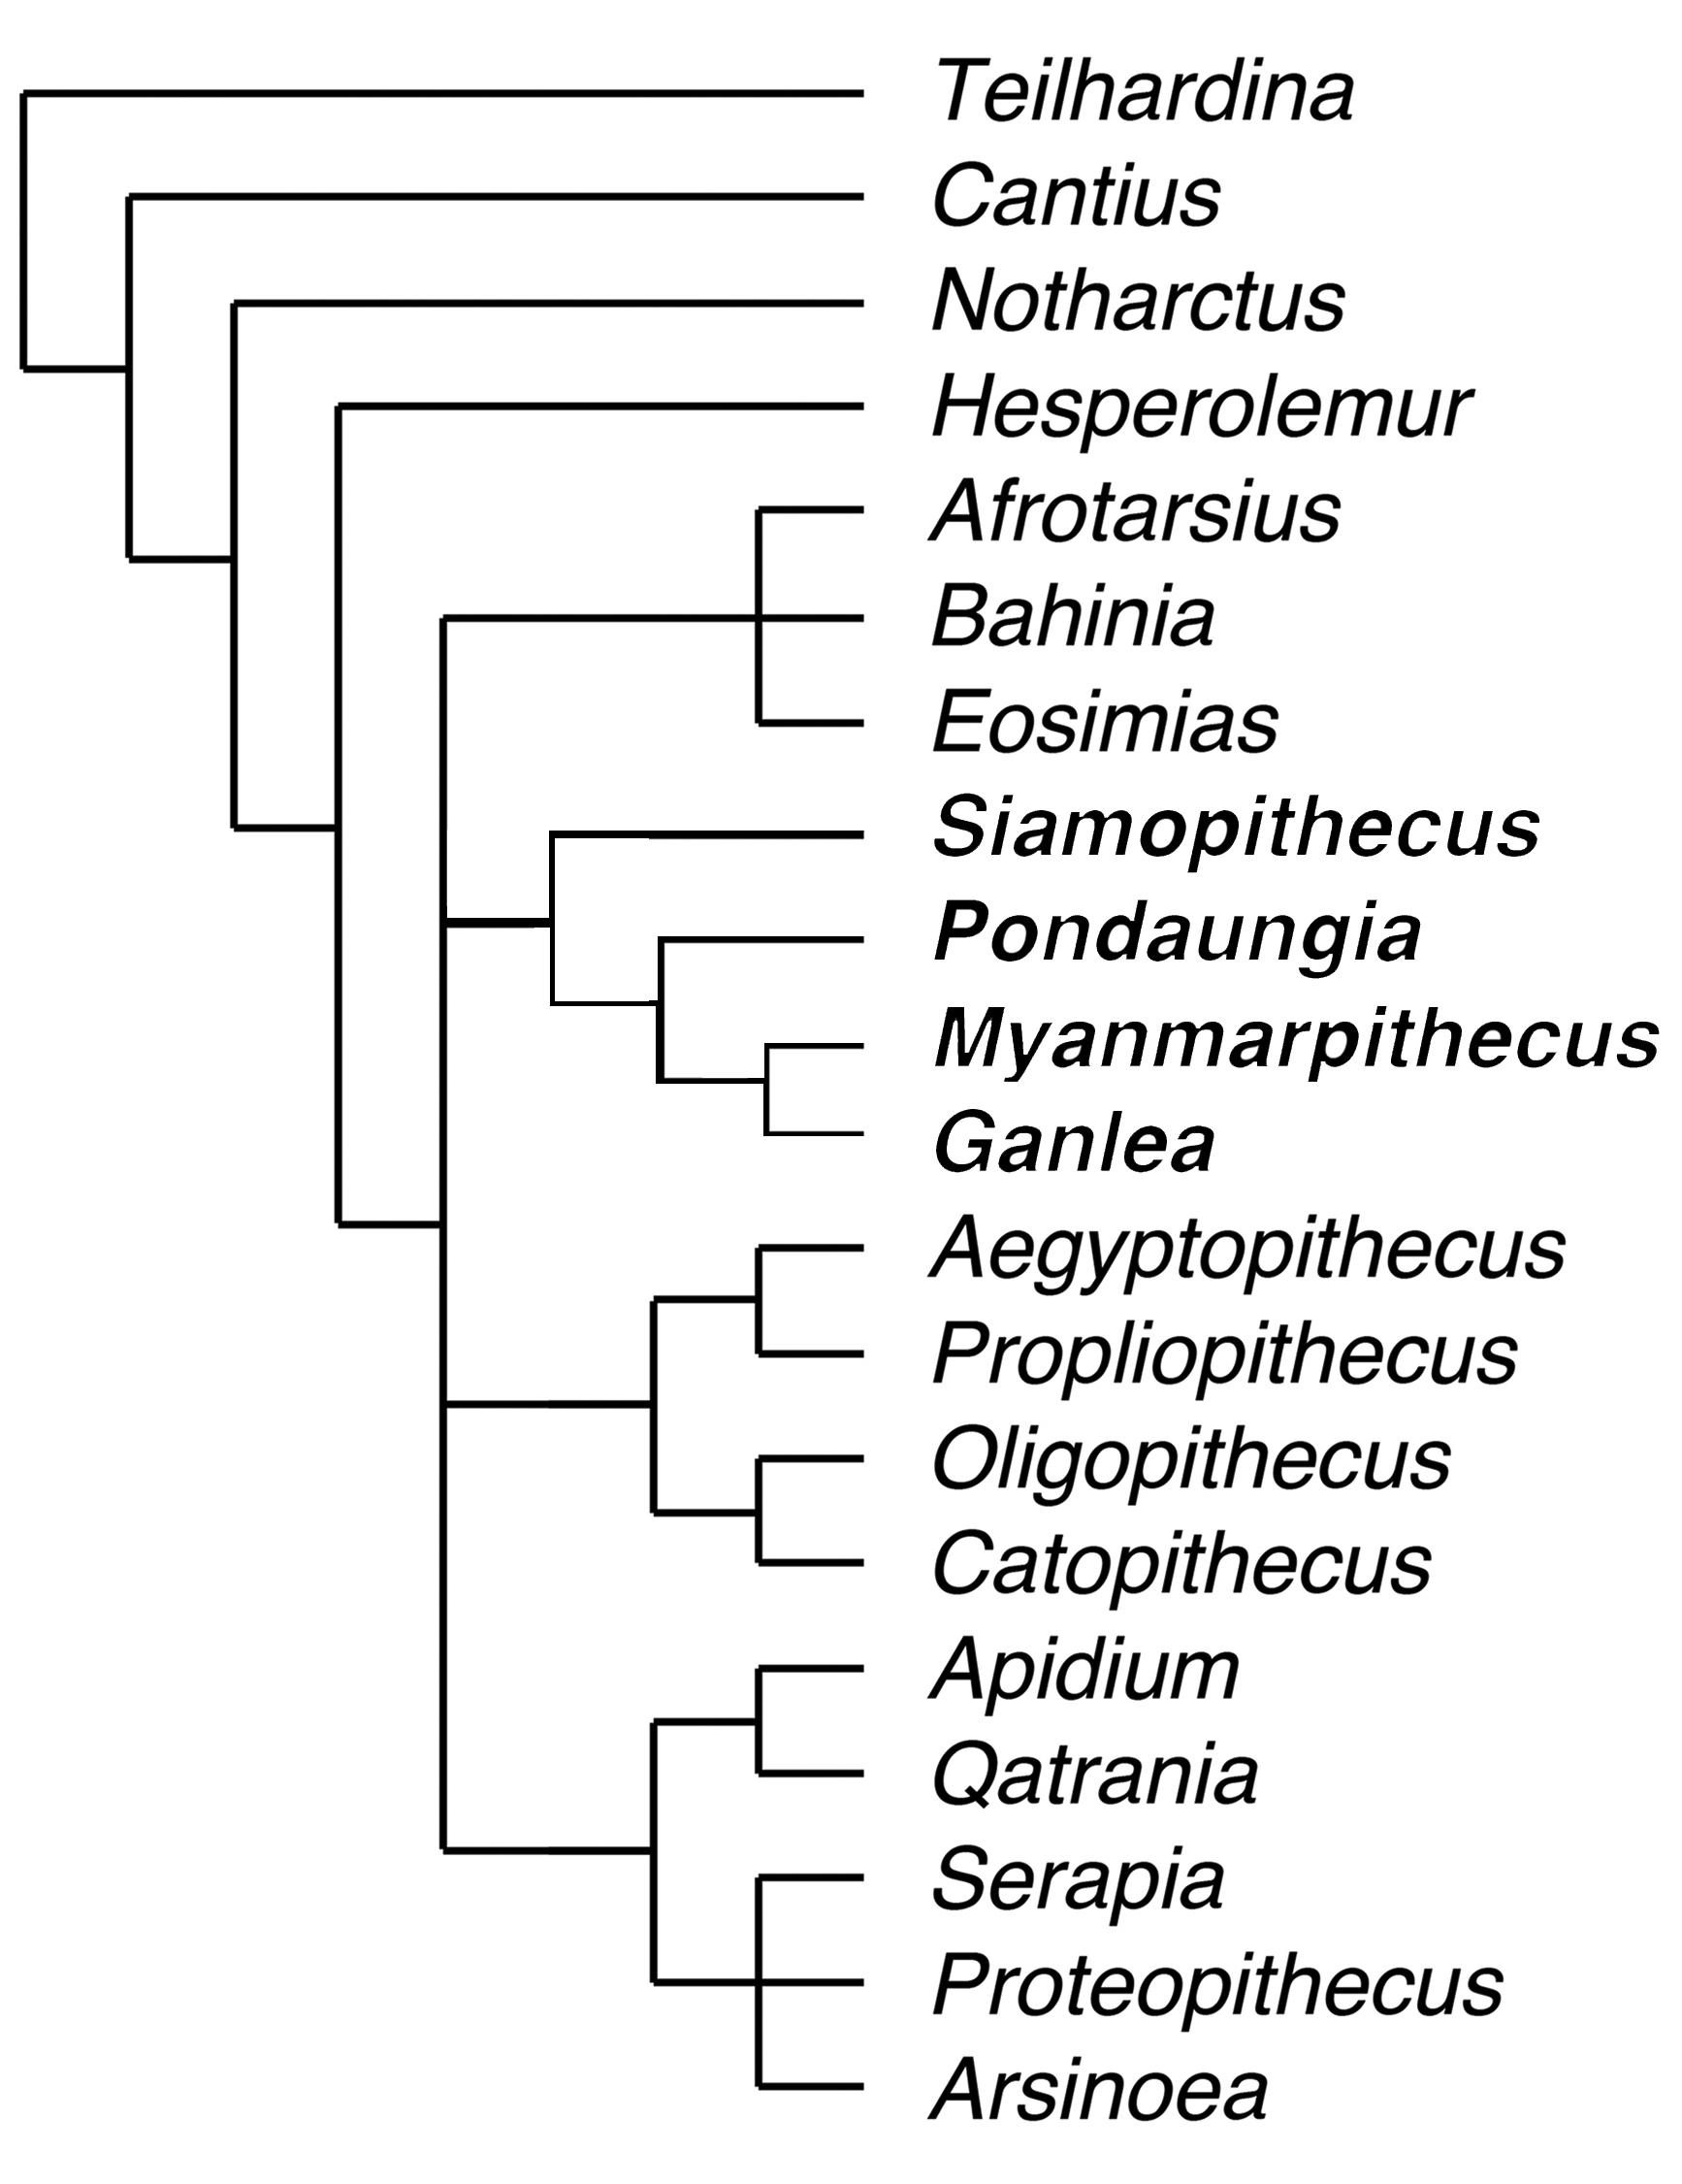 Teilhardina
Cantius
Notharctus
Hesperolemur
Afrotarsius
Bahinia
Eosimias
Siamopithecus
Pondaungia
Myanmarpithecus
Ganlea
Aegyptopithecus
Propliopithecus
Oligopithecus
Catopithecus
Apidium
Qatrania
Serapia
Proteopithecus
Arsinoea